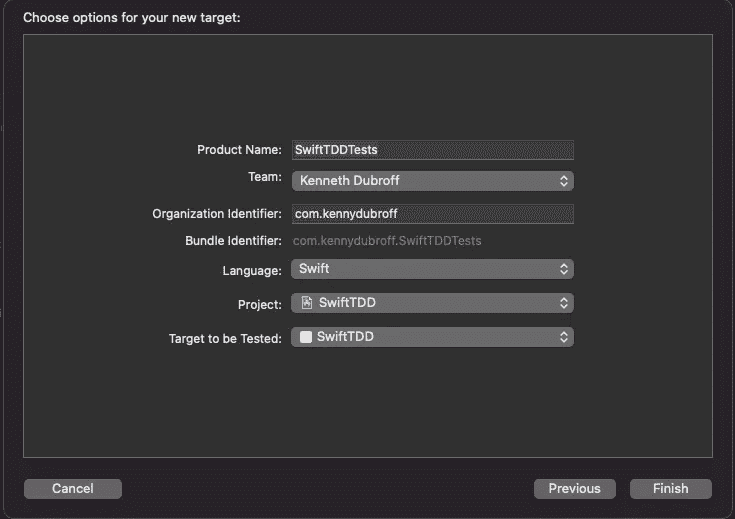 Choose options for your new target:
Product Name: SwiftTDDTests
Team: Kenneth Dubroff
Organization Identifier: com.kennydubroff
Bundle Identifier: com.kennydubroff.SwiftTDDTests
Language: Swift
Project: SwiftTDD
Target to be Tested: SwiftTDD
Cancel Previous Finish